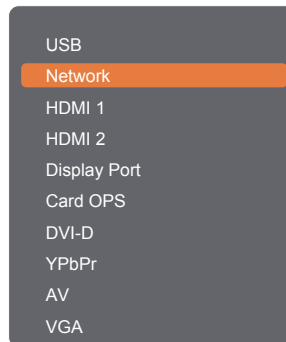 USB
Network
HDMI 1
HDMI 2
Display Port
Card OPS
DVI-D
YPbPr
AV
VGA